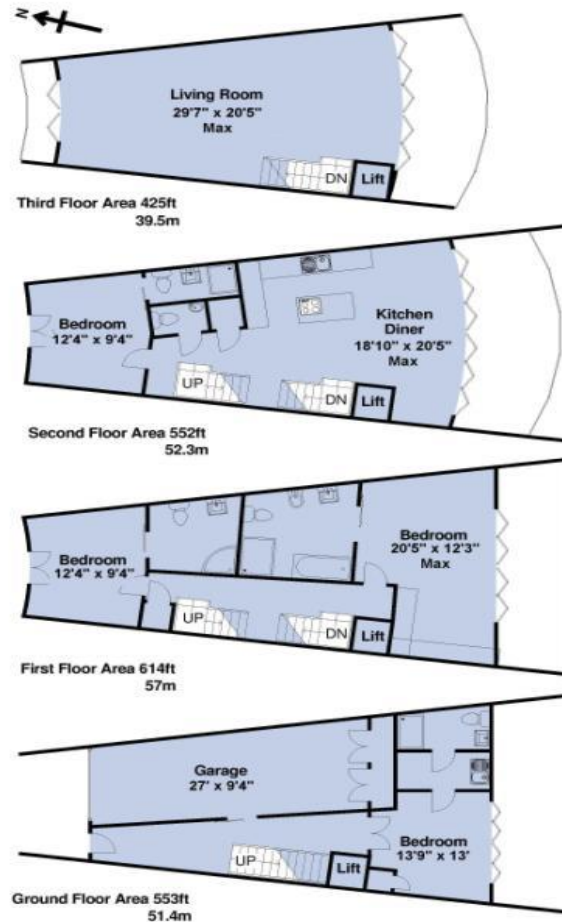 N
Living Room
29'7" x 20'5"
Max
DN
Lift
Third Floor Area 425ft
39.5m
Bedroom
12'4" x 9'4"
Kitchen
Diner
18'10" x 20'5"
Max
UP
DN
Lift
Second Floor Area 552ft
52.3m
Bedroom
12'4" x 9'4"
Bedroom
20'5" x 12'3"
Max
UP
DN
Lift
First Floor Area 614ft
57m
Garage
27' x 9'4"
Bedroom
13'9" x 13'
UP
Lift
Ground Floor Area 553ft
51.4m